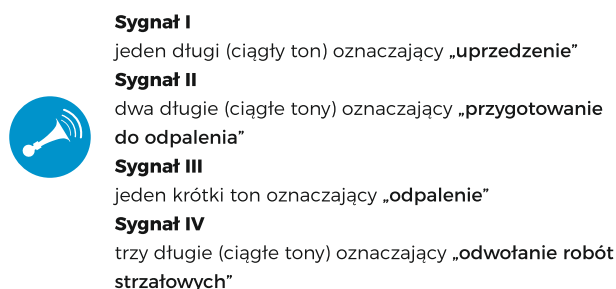 Sygnał I
jeden długi (ciągły ton) oznaczający „uprzedzenie”
Sygnał II
dwa długie (ciągłe tony) oznaczający „przygotowanie
do odpalenia”
Sygnał III
jeden krótki ton oznaczający „odpalenie”
Sygnał IV
trzy długie (ciągłe tony) oznaczający „odwołanie robót
strzałowych”